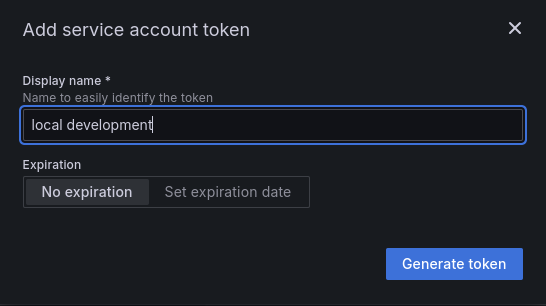 Add service account token
Display name *
Name to easily identify the token
local development
Expiration
No expiration
Set expiration date
Generate token